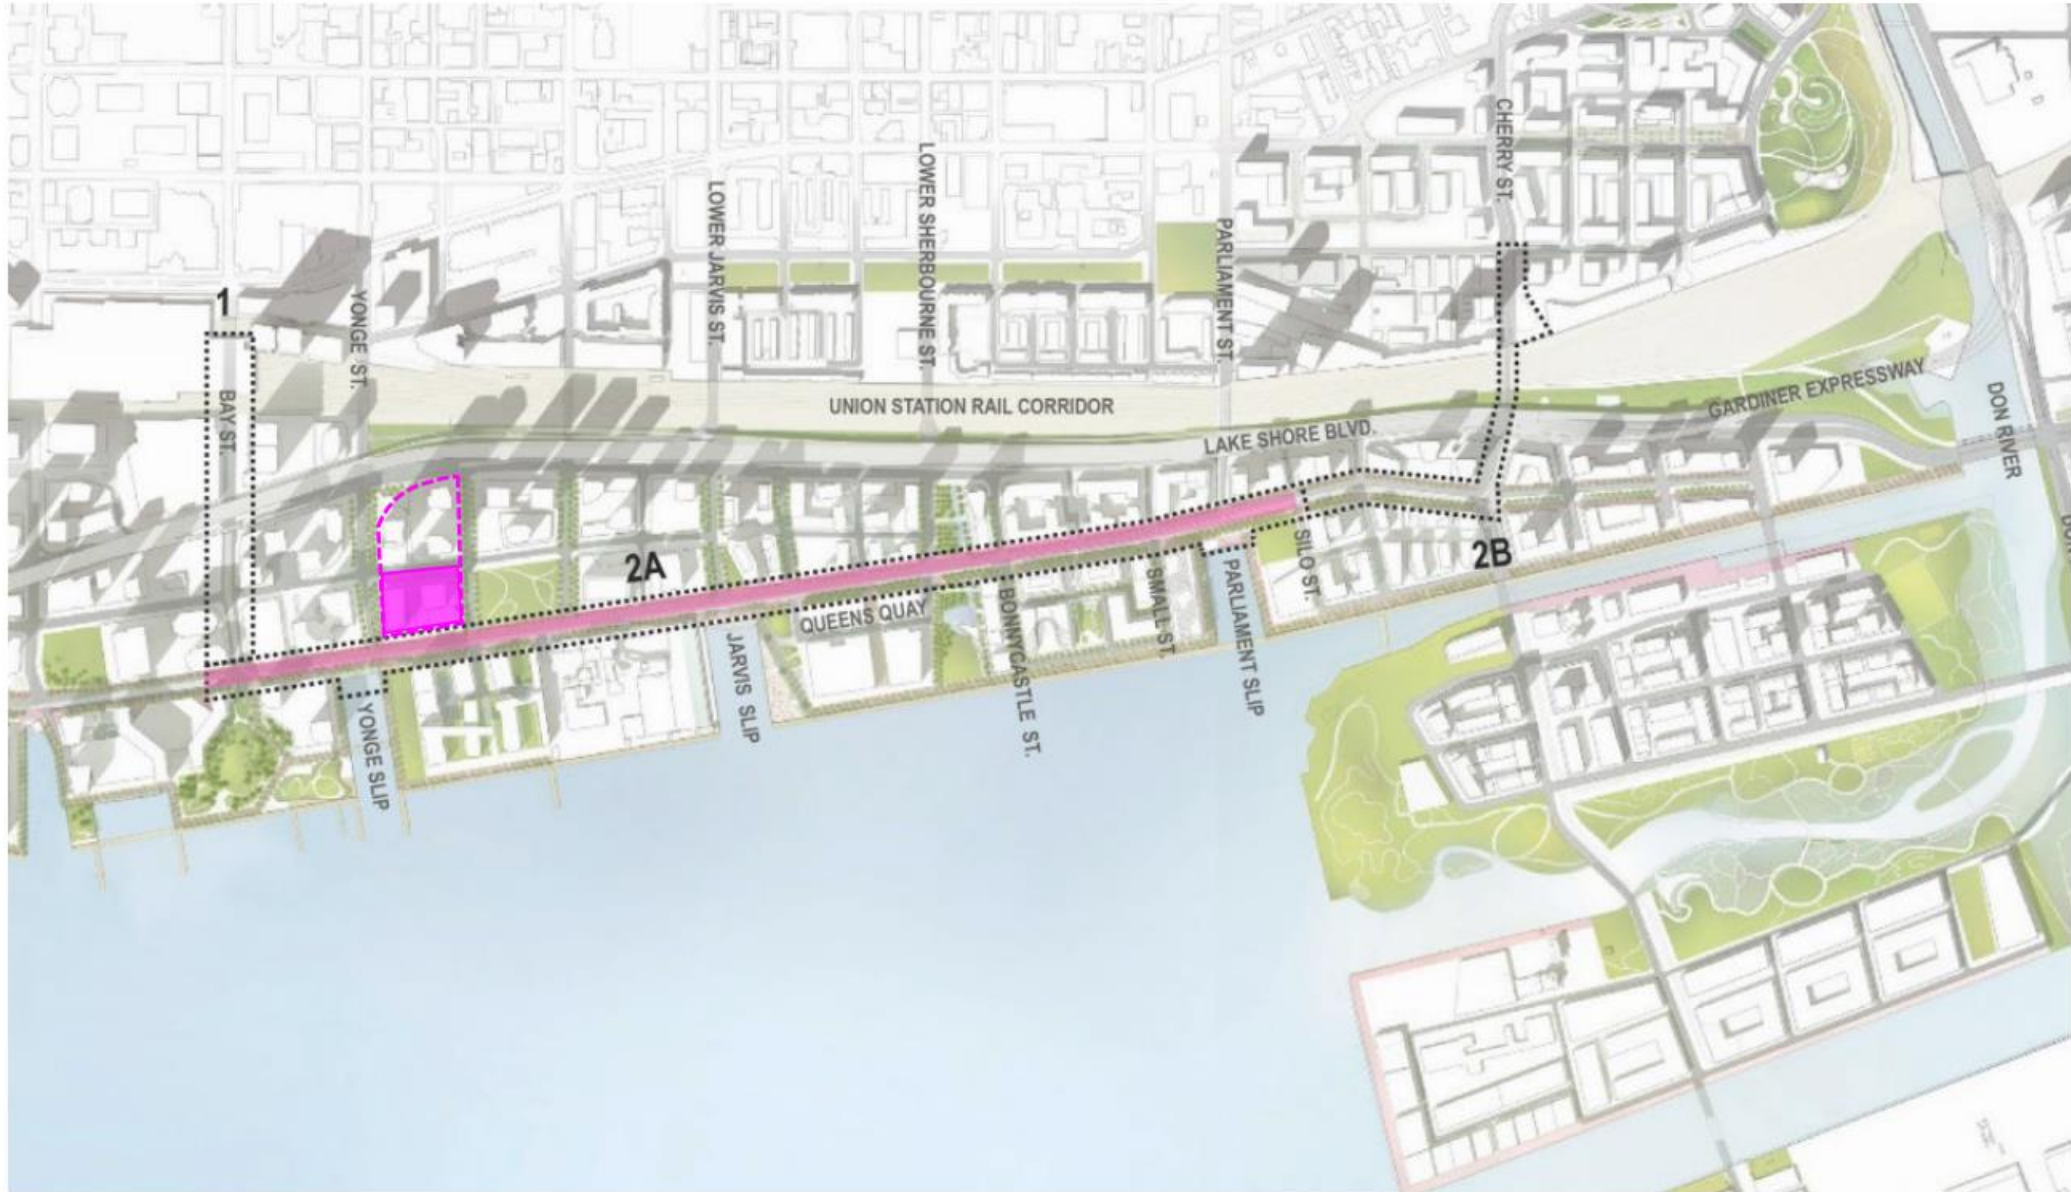 CHERRY ST.
LOWER SHERBOURNE ST.
LOWER JARVIS ST.
PARLIAMENT ST.
1
YONGE ST.
BAY ST.
UNION STATION RAIL CORRIDOR
GARDINER EXPRESSWAY
DON RIVER
LAKE SHORE BLVD.
2A
2B
SILO ST.
SMALL ST.
PARLIAMENT SLIP
BONNYCASTLE ST.
QUEENS QUAY
JARVIS SLIP
YONGE SLIP